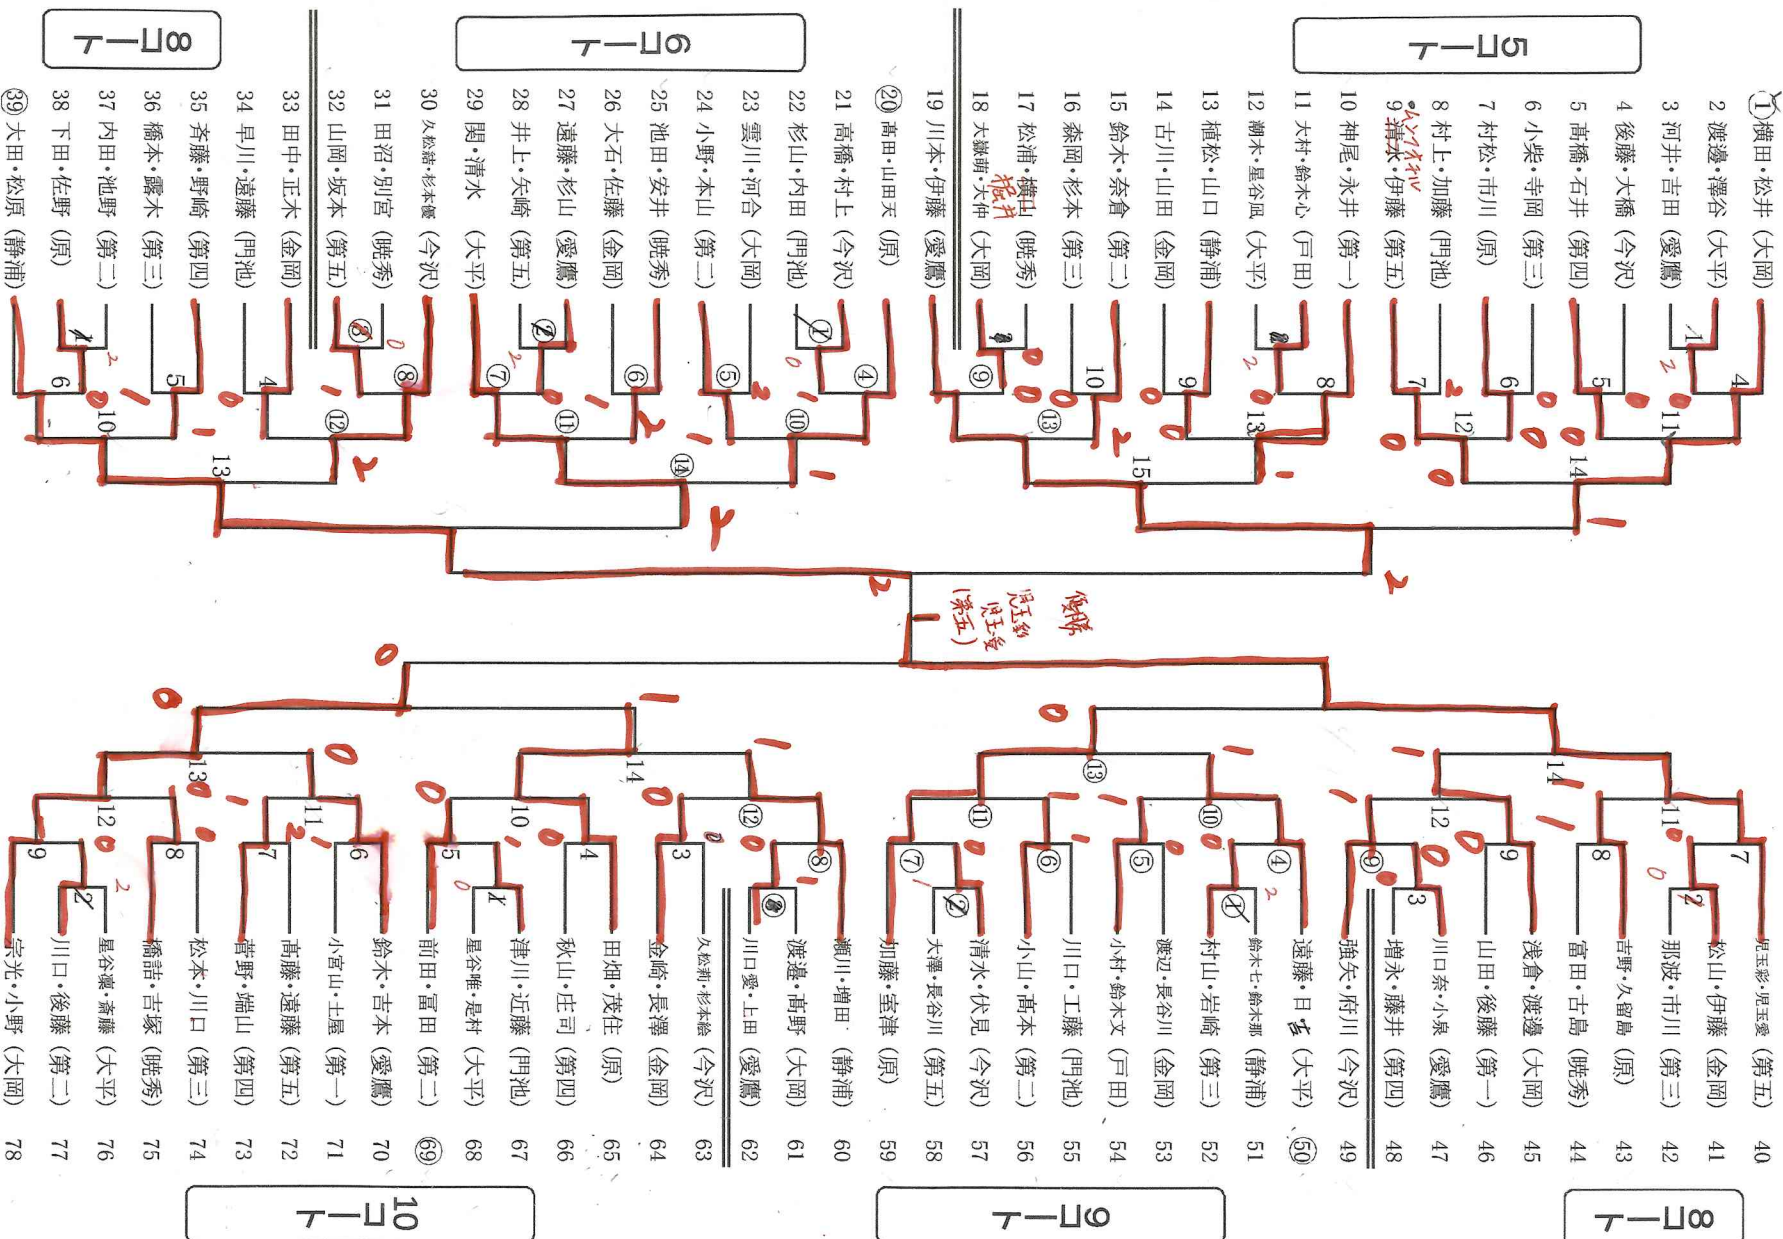 5コート
①横田・松井 (大岡)
2 渡邊・澤谷 (大平)
3 河井・吉田 (愛鷹)
4 後藤・大橋 (今沢)
5 高橋・石井 (第四)
6 小柴・寺岡 (第三)
7 村松・市川 (原)
8 村上・加藤 (門池)
9 清水・伊藤 (第五)
10 神尾・永井 (第一)
11 大村・鈴木心 (戸田)
12 潮木・星谷凪 (大平)
13 植松・山口 (静浦)
14 古川・山田 (金岡)
15 鈴木・奈倉 (第二)
16 森岡・杉本 (第三)
17 松浦・横山 (暁秀)
堀井
18 大嶽萌・大仲 (大岡)
19 川本・伊藤 (愛鷹)
6コート
⑳ 髙田・山田天 (原)
21 高橋・村上 (今沢)
22 杉山・内田 (門池)
23 雲川・河合 (大岡)
24 小野・本山 (第二)
25 池田・安井 (暁秀)
26 大石・佐藤 (金岡)
27 遠藤・杉山 (愛鷹)
28 井上・矢崎 (第五)
29 関・清水 (大平)
30 久松結・杉本優 (今沢)
31 田沼・別宮 (暁秀)
32 山岡・坂本 (第五)
8コート
33 田中・正木 (金岡)
34 早川・遠藤 (門池)
35 斉藤・野崎 (第四)
36 橋本・露木 (第三)
37 内田・池野 (第二)
38 下田・佐野 (原)
㊴ 大田・松原 (静浦)
優勝
児玉彩
児玉愛
(第五)
8コート
児玉彩・児玉愛 (第五) 40
松山・伊藤 (金岡) 41
那波・市川 (第三) 42
吉野・久留島 (原) 43
富田・古島 (暁秀) 44
浅倉・渡邊 (大岡) 45
山田・後藤 (第一) 46
川口奈・小泉 (愛鷹) 47
増永・藤井 (第四) 48
強矢・府川 (今沢) 49
9コート
遠藤・日吉 (大平) ㊿
鈴木七・鈴木那 (静浦) 51
村山・岩崎 (第三) 52
渡辺・長谷川 (金岡) 53
小村・鈴木文 (戸田) 54
川口・工藤 (門池) 55
小山・髙本 (第二) 56
清水・伏見 (今沢) 57
大澤・長谷川 (第五) 58
加藤・室津 (原) 59
瀬川・増田 (静浦) 60
渡邉・髙野 (大岡) 61
川口愛・上田 (愛鷹) 62
10コート
久松莉・杉本絵 (今沢) 63
金崎・長澤 (金岡) 64
田畑・茂住 (原) 65
秋山・庄司 (第四) 66
津川・近藤 (門池) 67
星谷唯・是村 (大平) 68
前田・冨田 (第二) 69
鈴木・吉本 (愛鷹) 70
小宮山・土屋 (第一) 71
高藤・遠藤 (第五) 72
菅野・端山 (第四) 73
松本・川口 (第三) 74
橋詰・吉塚 (暁秀) 75
星谷凛・斎藤 (大平) 76
川口・後藤 (第二) 77
宗光・小野 (大岡) 78